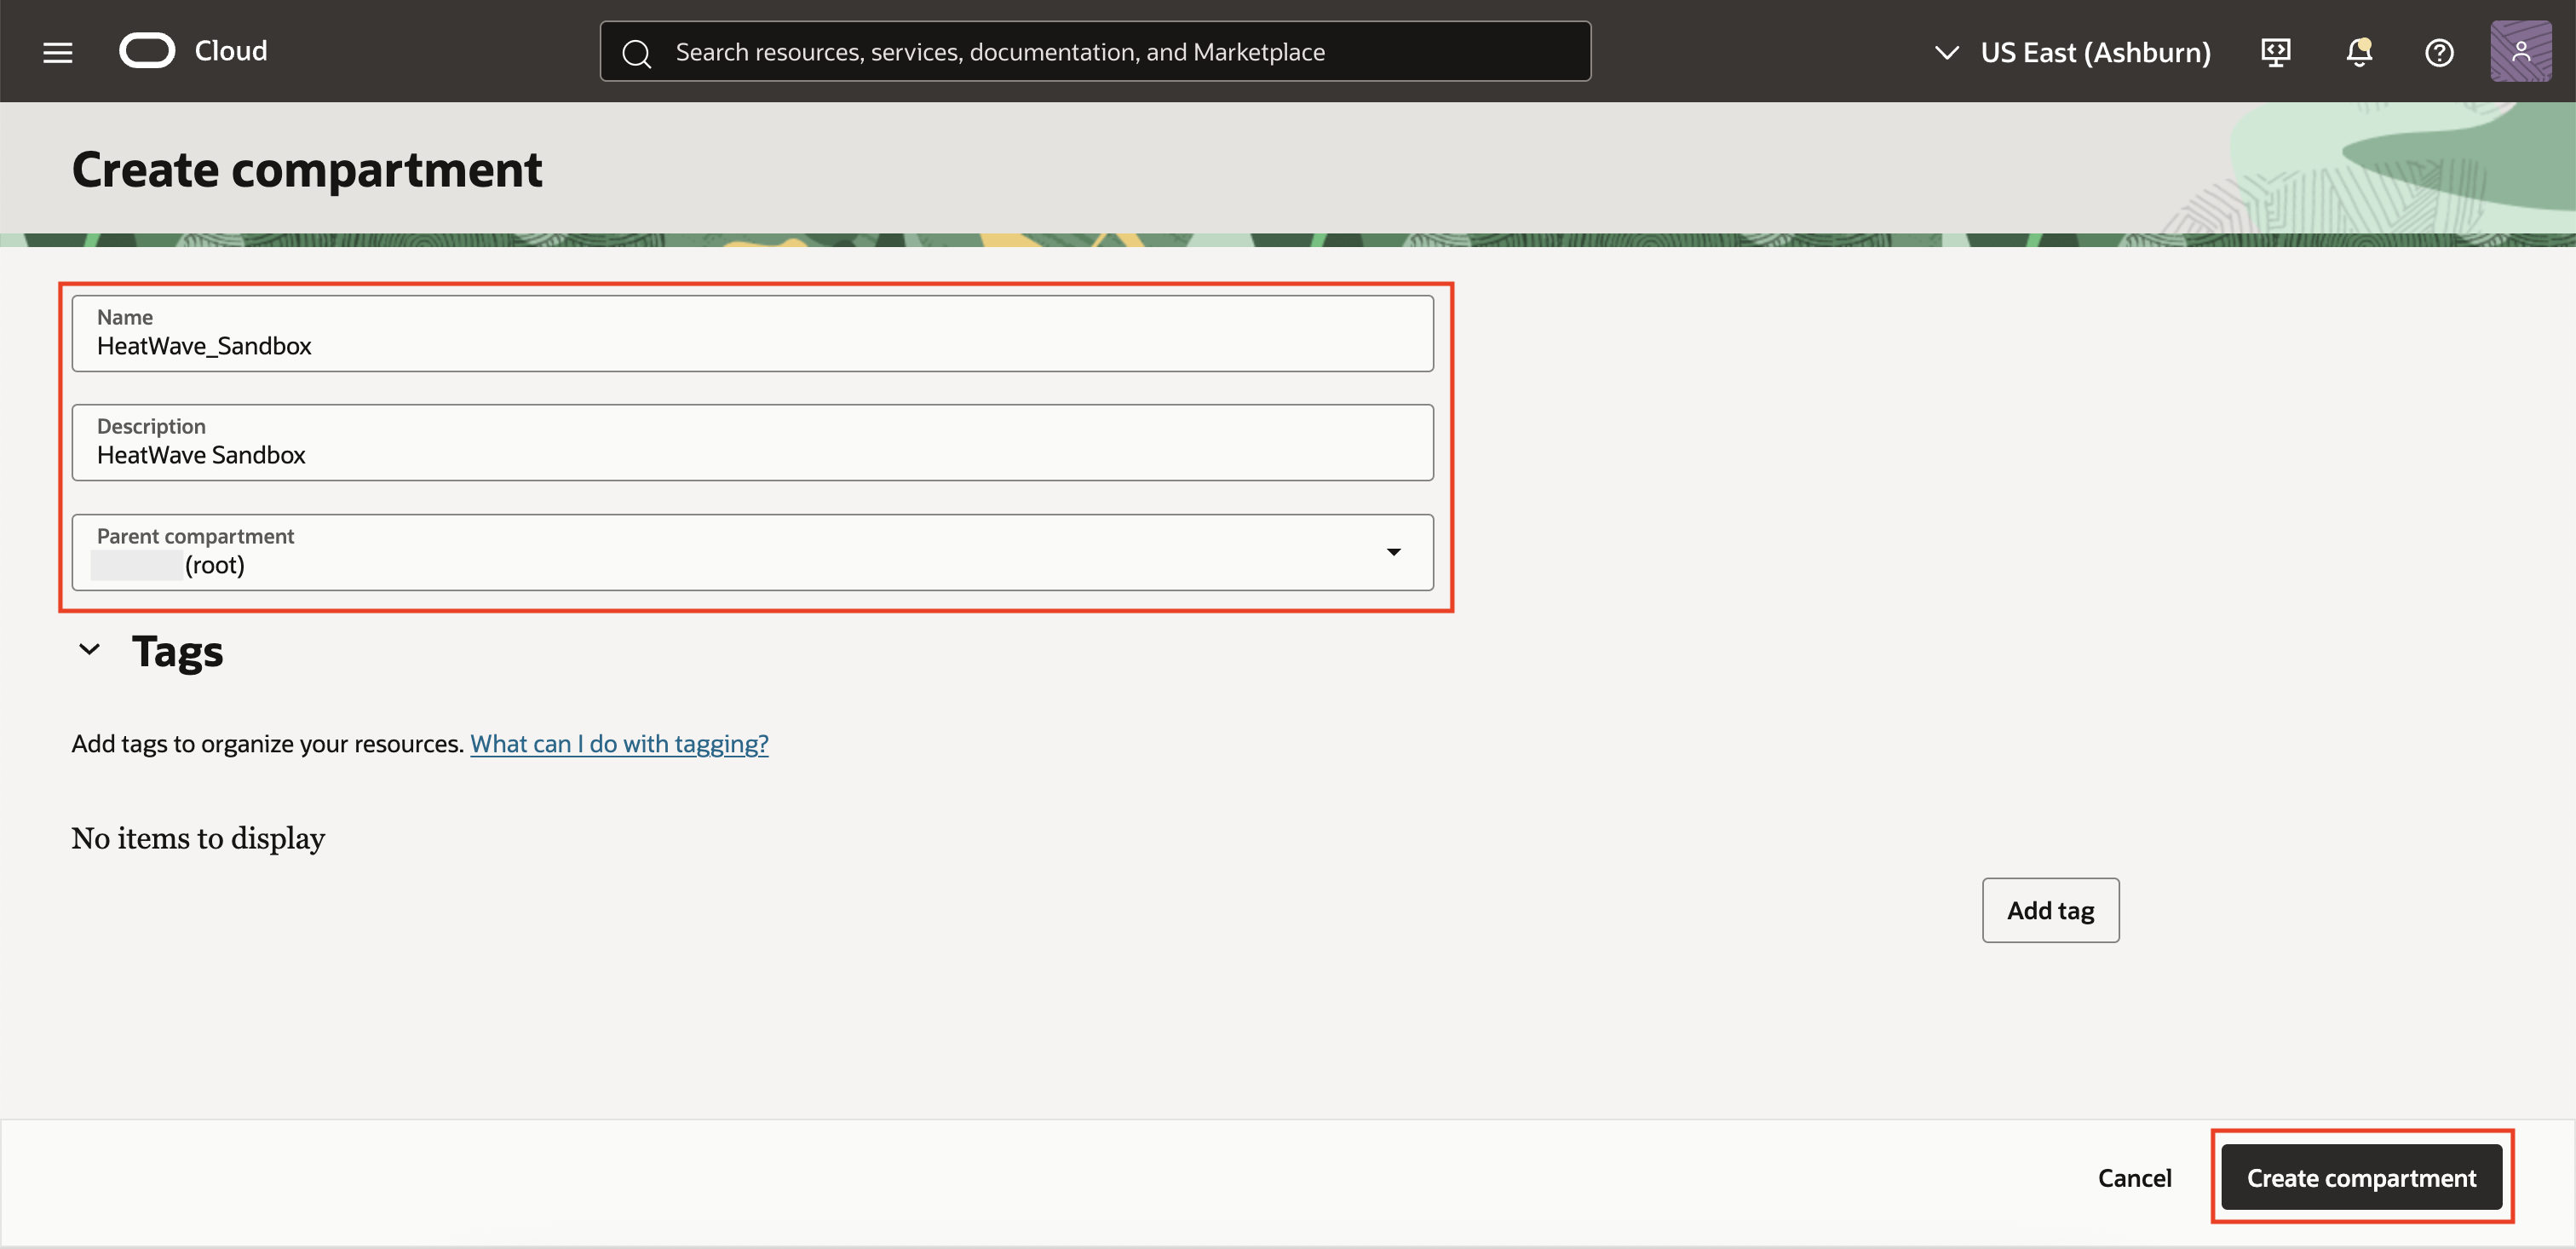 Cloud
Search resources, services, documentation, and Marketplace
US East (Ashburn)
Create compartment
Name
HeatWave_Sandbox
Description
HeatWave Sandbox
Parent compartment
(root)
Tags
Add tags to organize your resources. What can I do with tagging?
No items to display
Add tag
Cancel
Create compartment